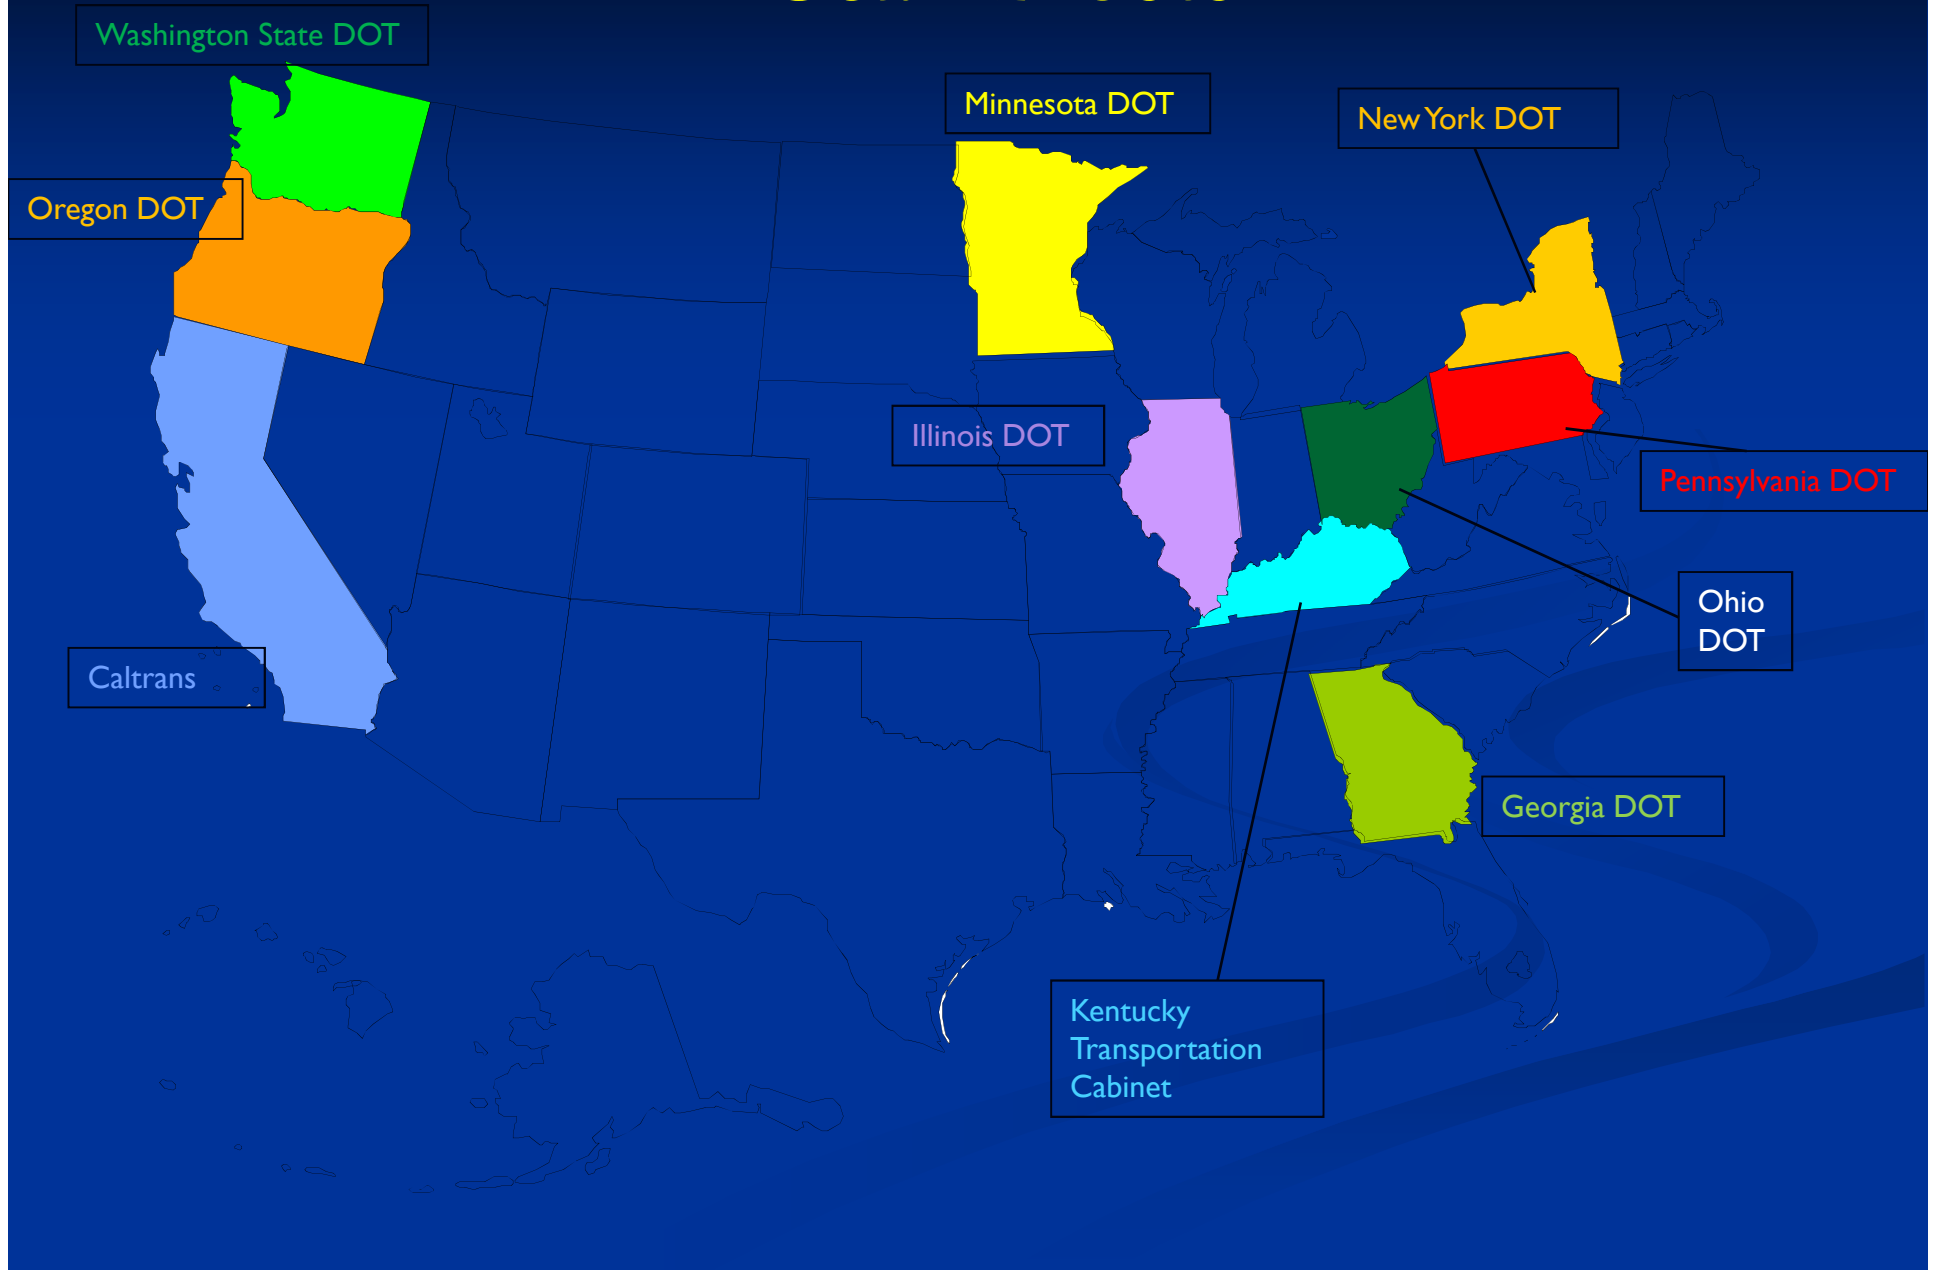 Washington State DOT
Minnesota DOT
New York DOT
Oregon DOT
Illinois DOT
Pennsylvania DOT
Ohio
DOT
Caltrans
Georgia DOT
Kentucky
Transportation
Cabinet